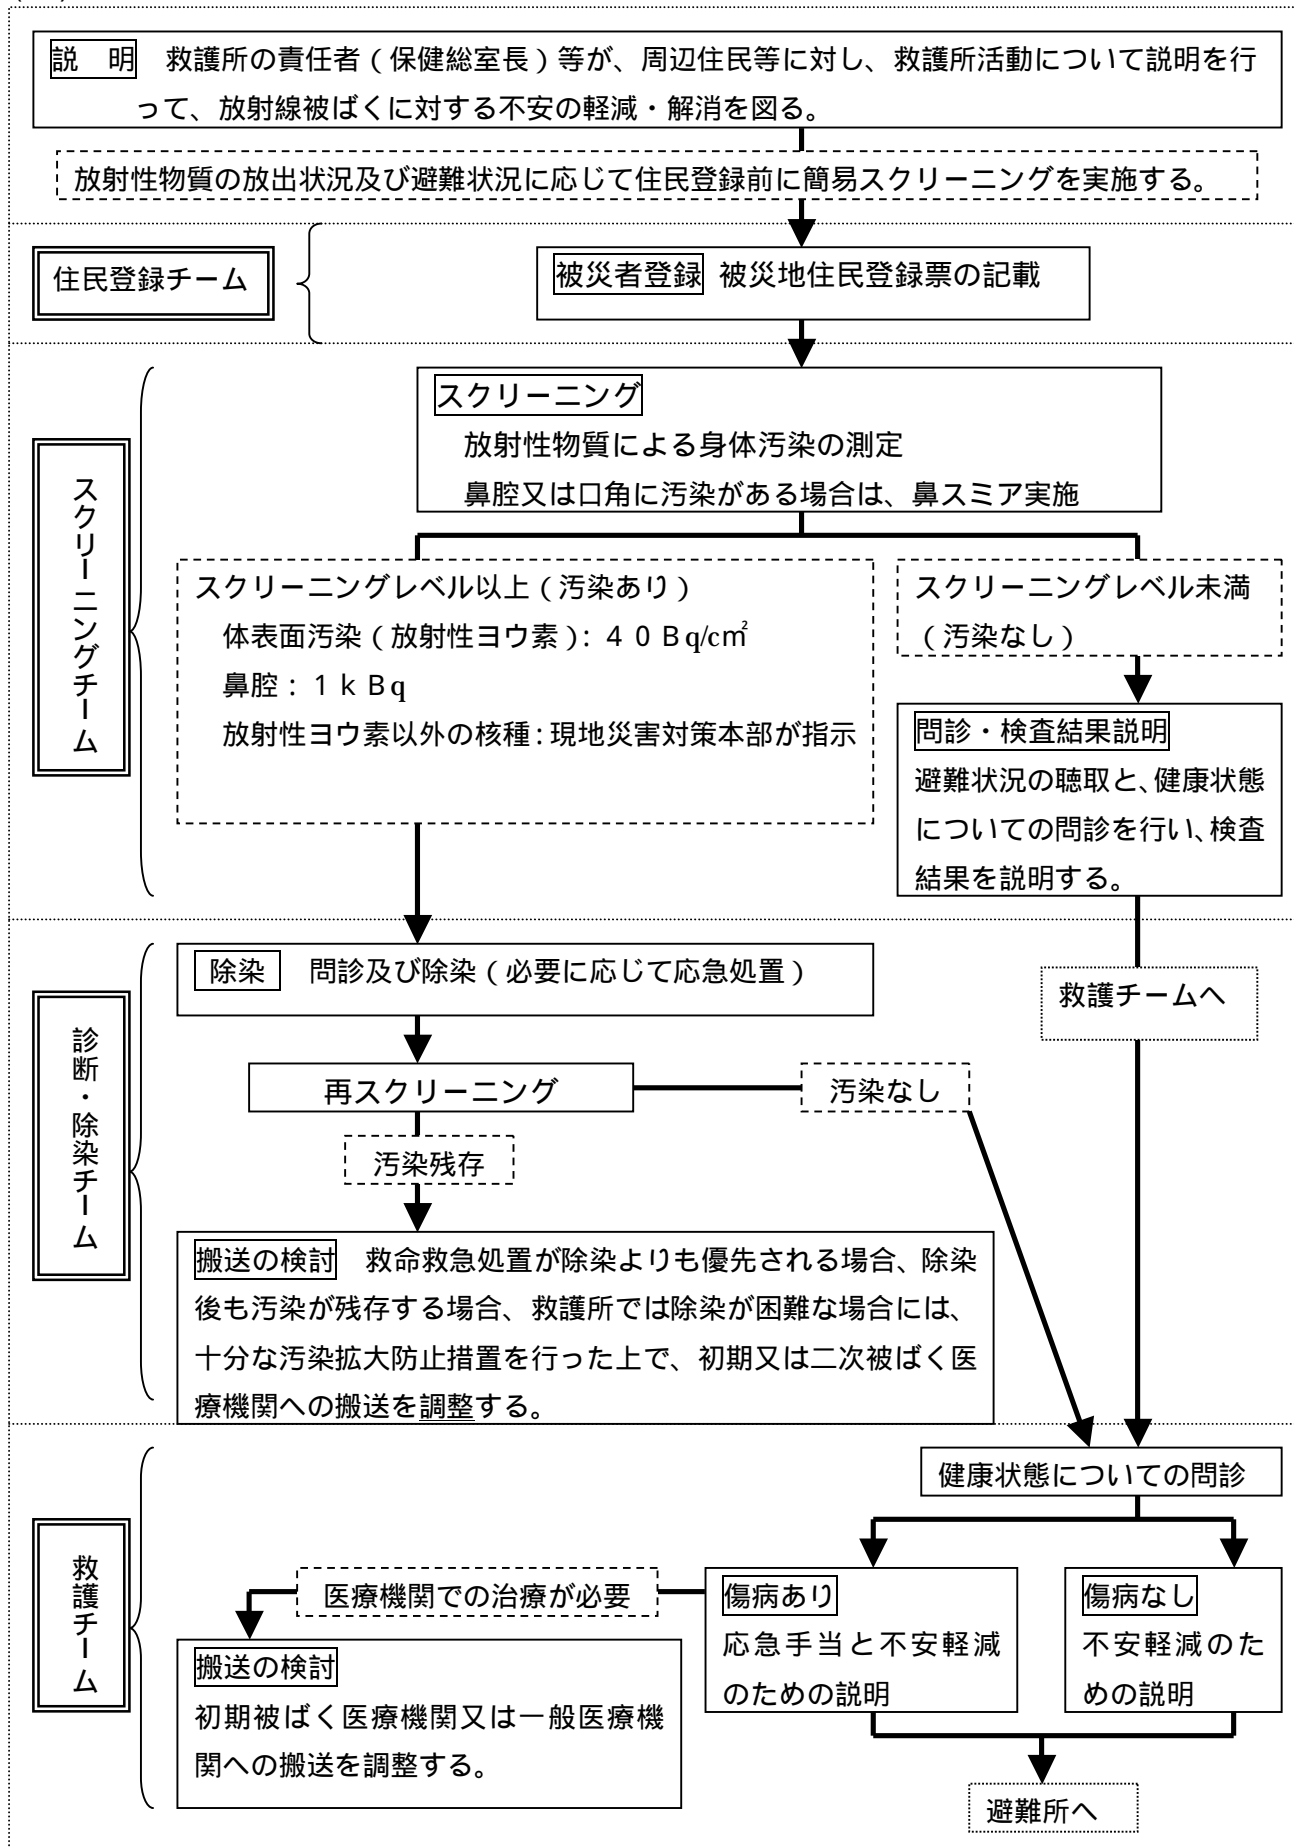 説　明　救護所の責任者（保健総室長）等が、周辺住民等に対し、救護所活動について説明を行
って、放射線被ばくに対する不安の軽減・解消を図る。
放射性物質の放出状況及び避難状況に応じて住民登録前に簡易スクリーニングを実施する。
住民登録チーム
被災者登録 被災地住民登録票の記載
スクリーニングチーム
スクリーニング
放射性物質による身体汚染の測定
鼻腔又は口角に汚染がある場合は、鼻スミア実施
スクリーニングレベル以上（汚染あり）
体表面汚染（放射性ヨウ素）：４０Ｂq/c㎡
鼻腔：１ｋＢq
放射性ヨウ素以外の核種：現地災害対策本部が指示
スクリーニングレベル未満
（汚染なし）
問診・検査結果説明
避難状況の聴取と、健康状態
についての問診を行い、検査
結果を説明する。
診断・除染チーム
除染　問診及び除染（必要に応じて応急処置）
救護チームへ
再スクリーニング
汚染なし
汚染残存
搬送の検討　救命救急処置が除染よりも優先される場合、除染
後も汚染が残存する場合、救護所では除染が困難な場合には、
十分な汚染拡大防止措置を行った上で、初期又は二次被ばく医
療機関への搬送を調整する。
救護チーム
健康状態についての問診
医療機関での治療が必要
傷病あり
応急手当と不安軽減
のための説明
傷病なし
不安軽減のた
めの説明
搬送の検討
初期被ばく医療機関又は一般医療機
関への搬送を調整する。
避難所へ